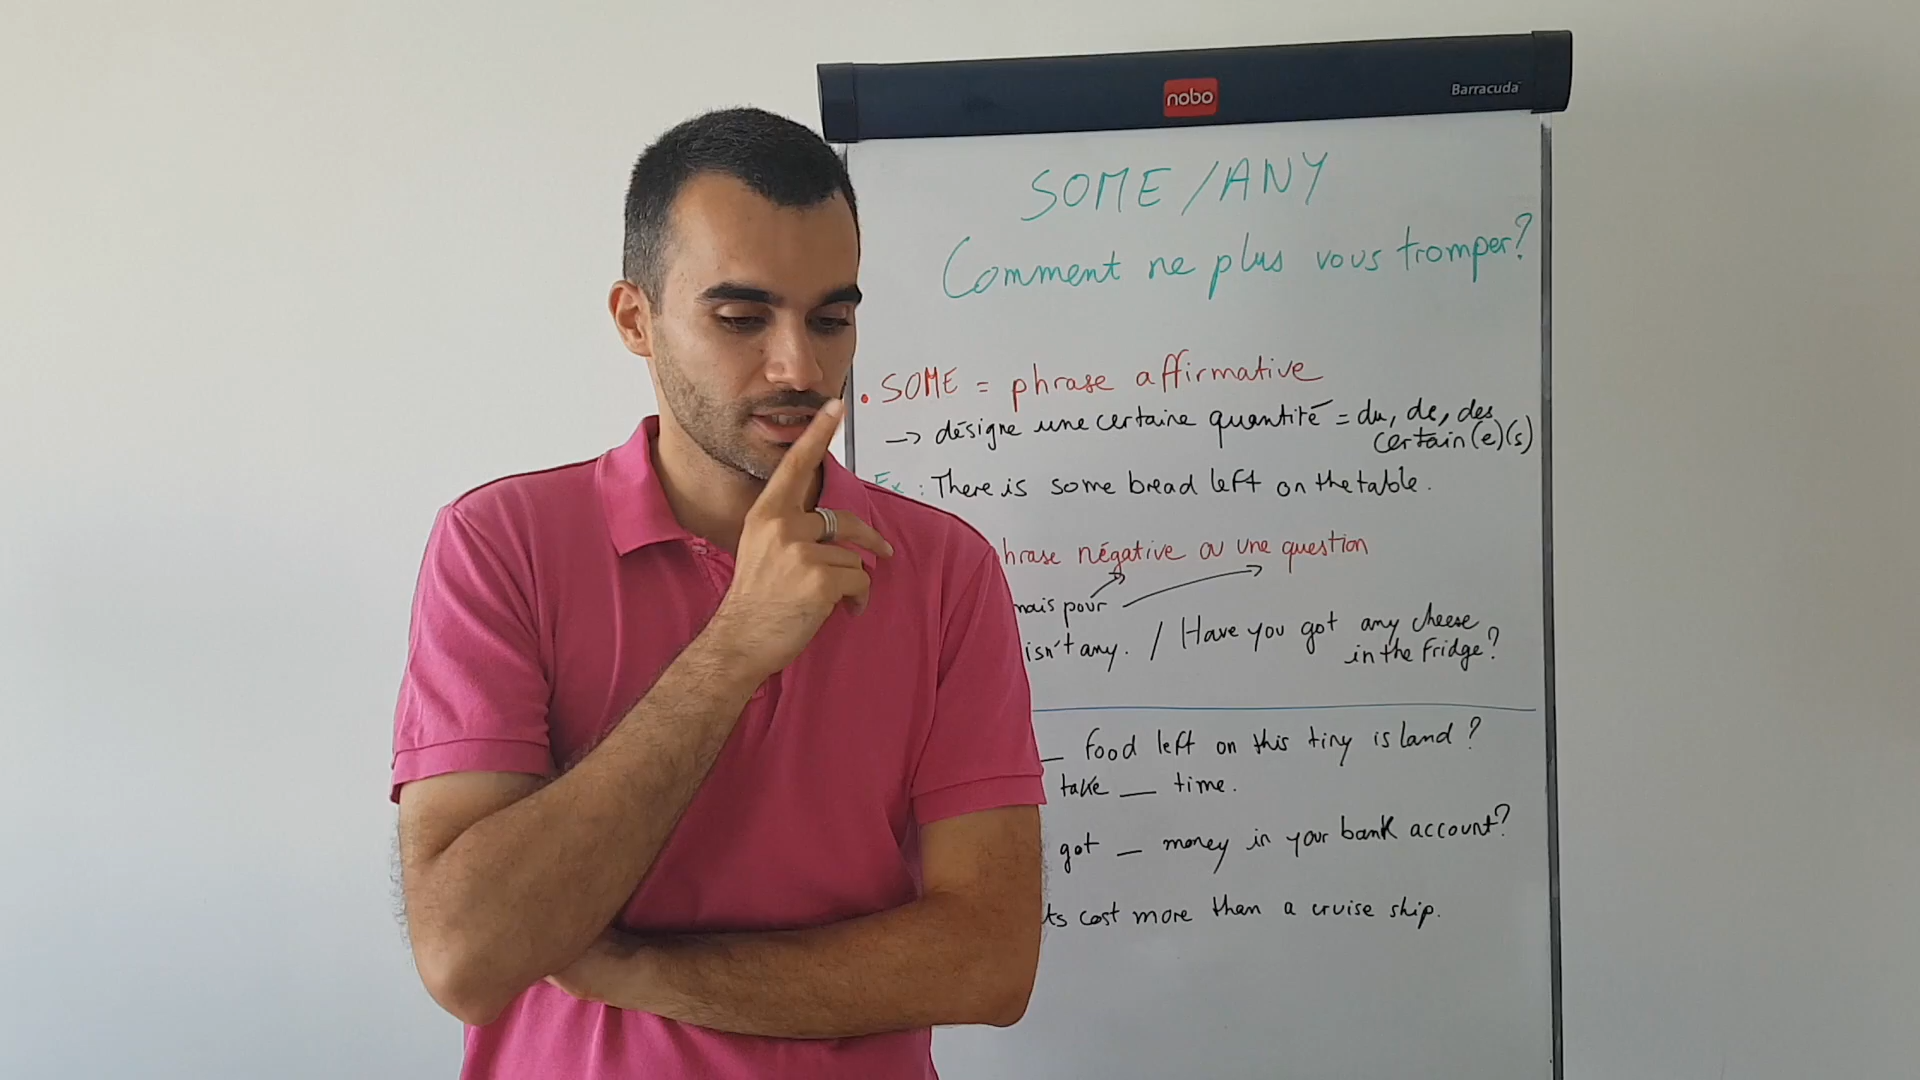 nobo
Barracuda
SOME/ANY
Comment ne plus vous tromper?
• SOME = phrase affirmative
→ désigne une certaine quantité = du, de, des
certain(e)(s)
Ex: There is some bread left on the table.
hrase négative ou une question
mais pour
isn't any. / Have you got any cheese
in the fridge?
_ food left on this tiny island?
take _ time.
got _ money in your bank account?
ts cost more than a cruise ship.